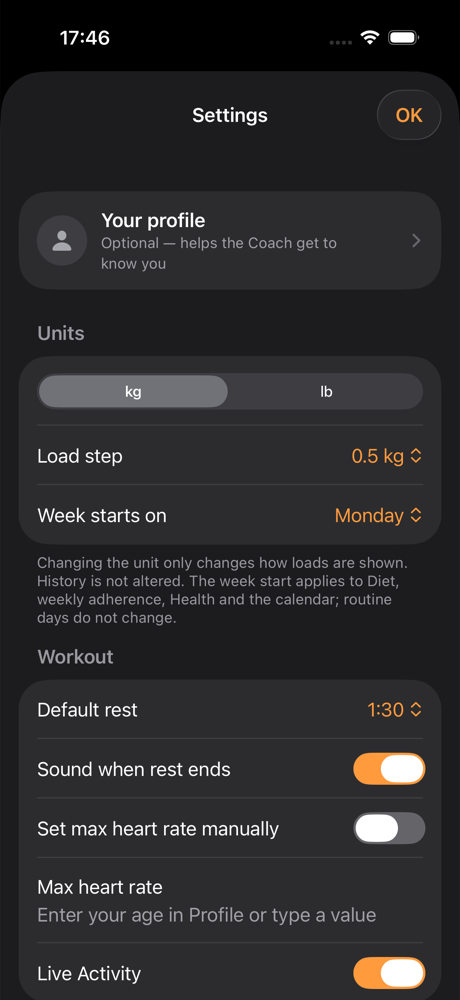 17:46
Settings
OK
Your profile
Optional — helps the Coach get to
know you
Units
kg
lb
Load step
0.5 kg
Week starts on
Monday
Changing the unit only changes how loads are shown.
History is not altered. The week start applies to Diet,
weekly adherence, Health and the calendar; routine
days do not change.
Workout
Default rest
1:30
Sound when rest ends
Set max heart rate manually
Max heart rate
Enter your age in Profile or type a value
Live Activity